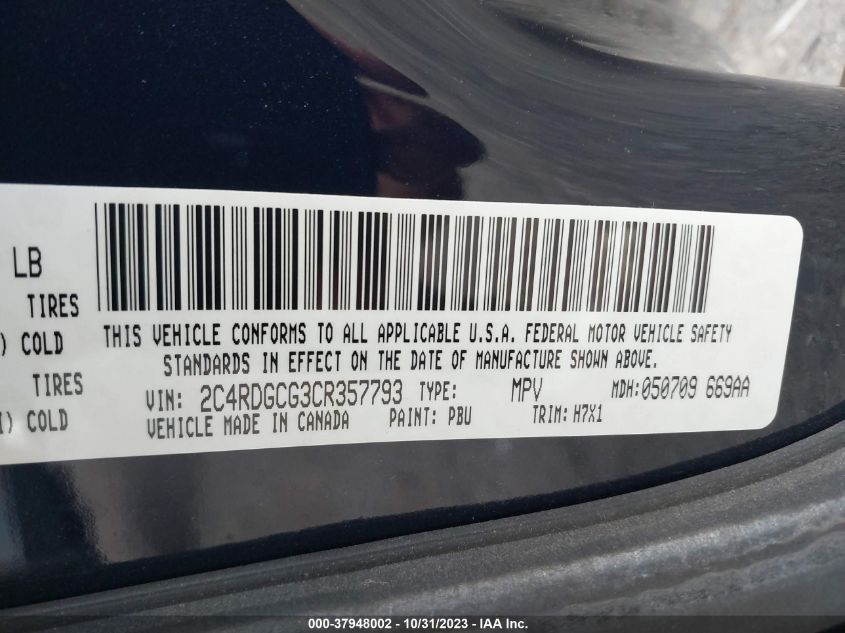 LB
TIRES
) COLD
TIRES
I) COLD
THIS VEHICLE CONFORMS TO ALL APPLICABLE U.S.A. FEDERAL MOTOR VEHICLE SAFETY
STANDARDS IN EFFECT ON THE DATE OF MANUFACTURE SHOWN ABOVE.
VIN: 2C4RDGCG3CR357793 TYPE: MPV MDH:050709 669AA
VEHICLE MADE IN CANADA PAINT: PBU TRIM: H7X1
000-37948002 - 10/31/2023 - IAA Inc.